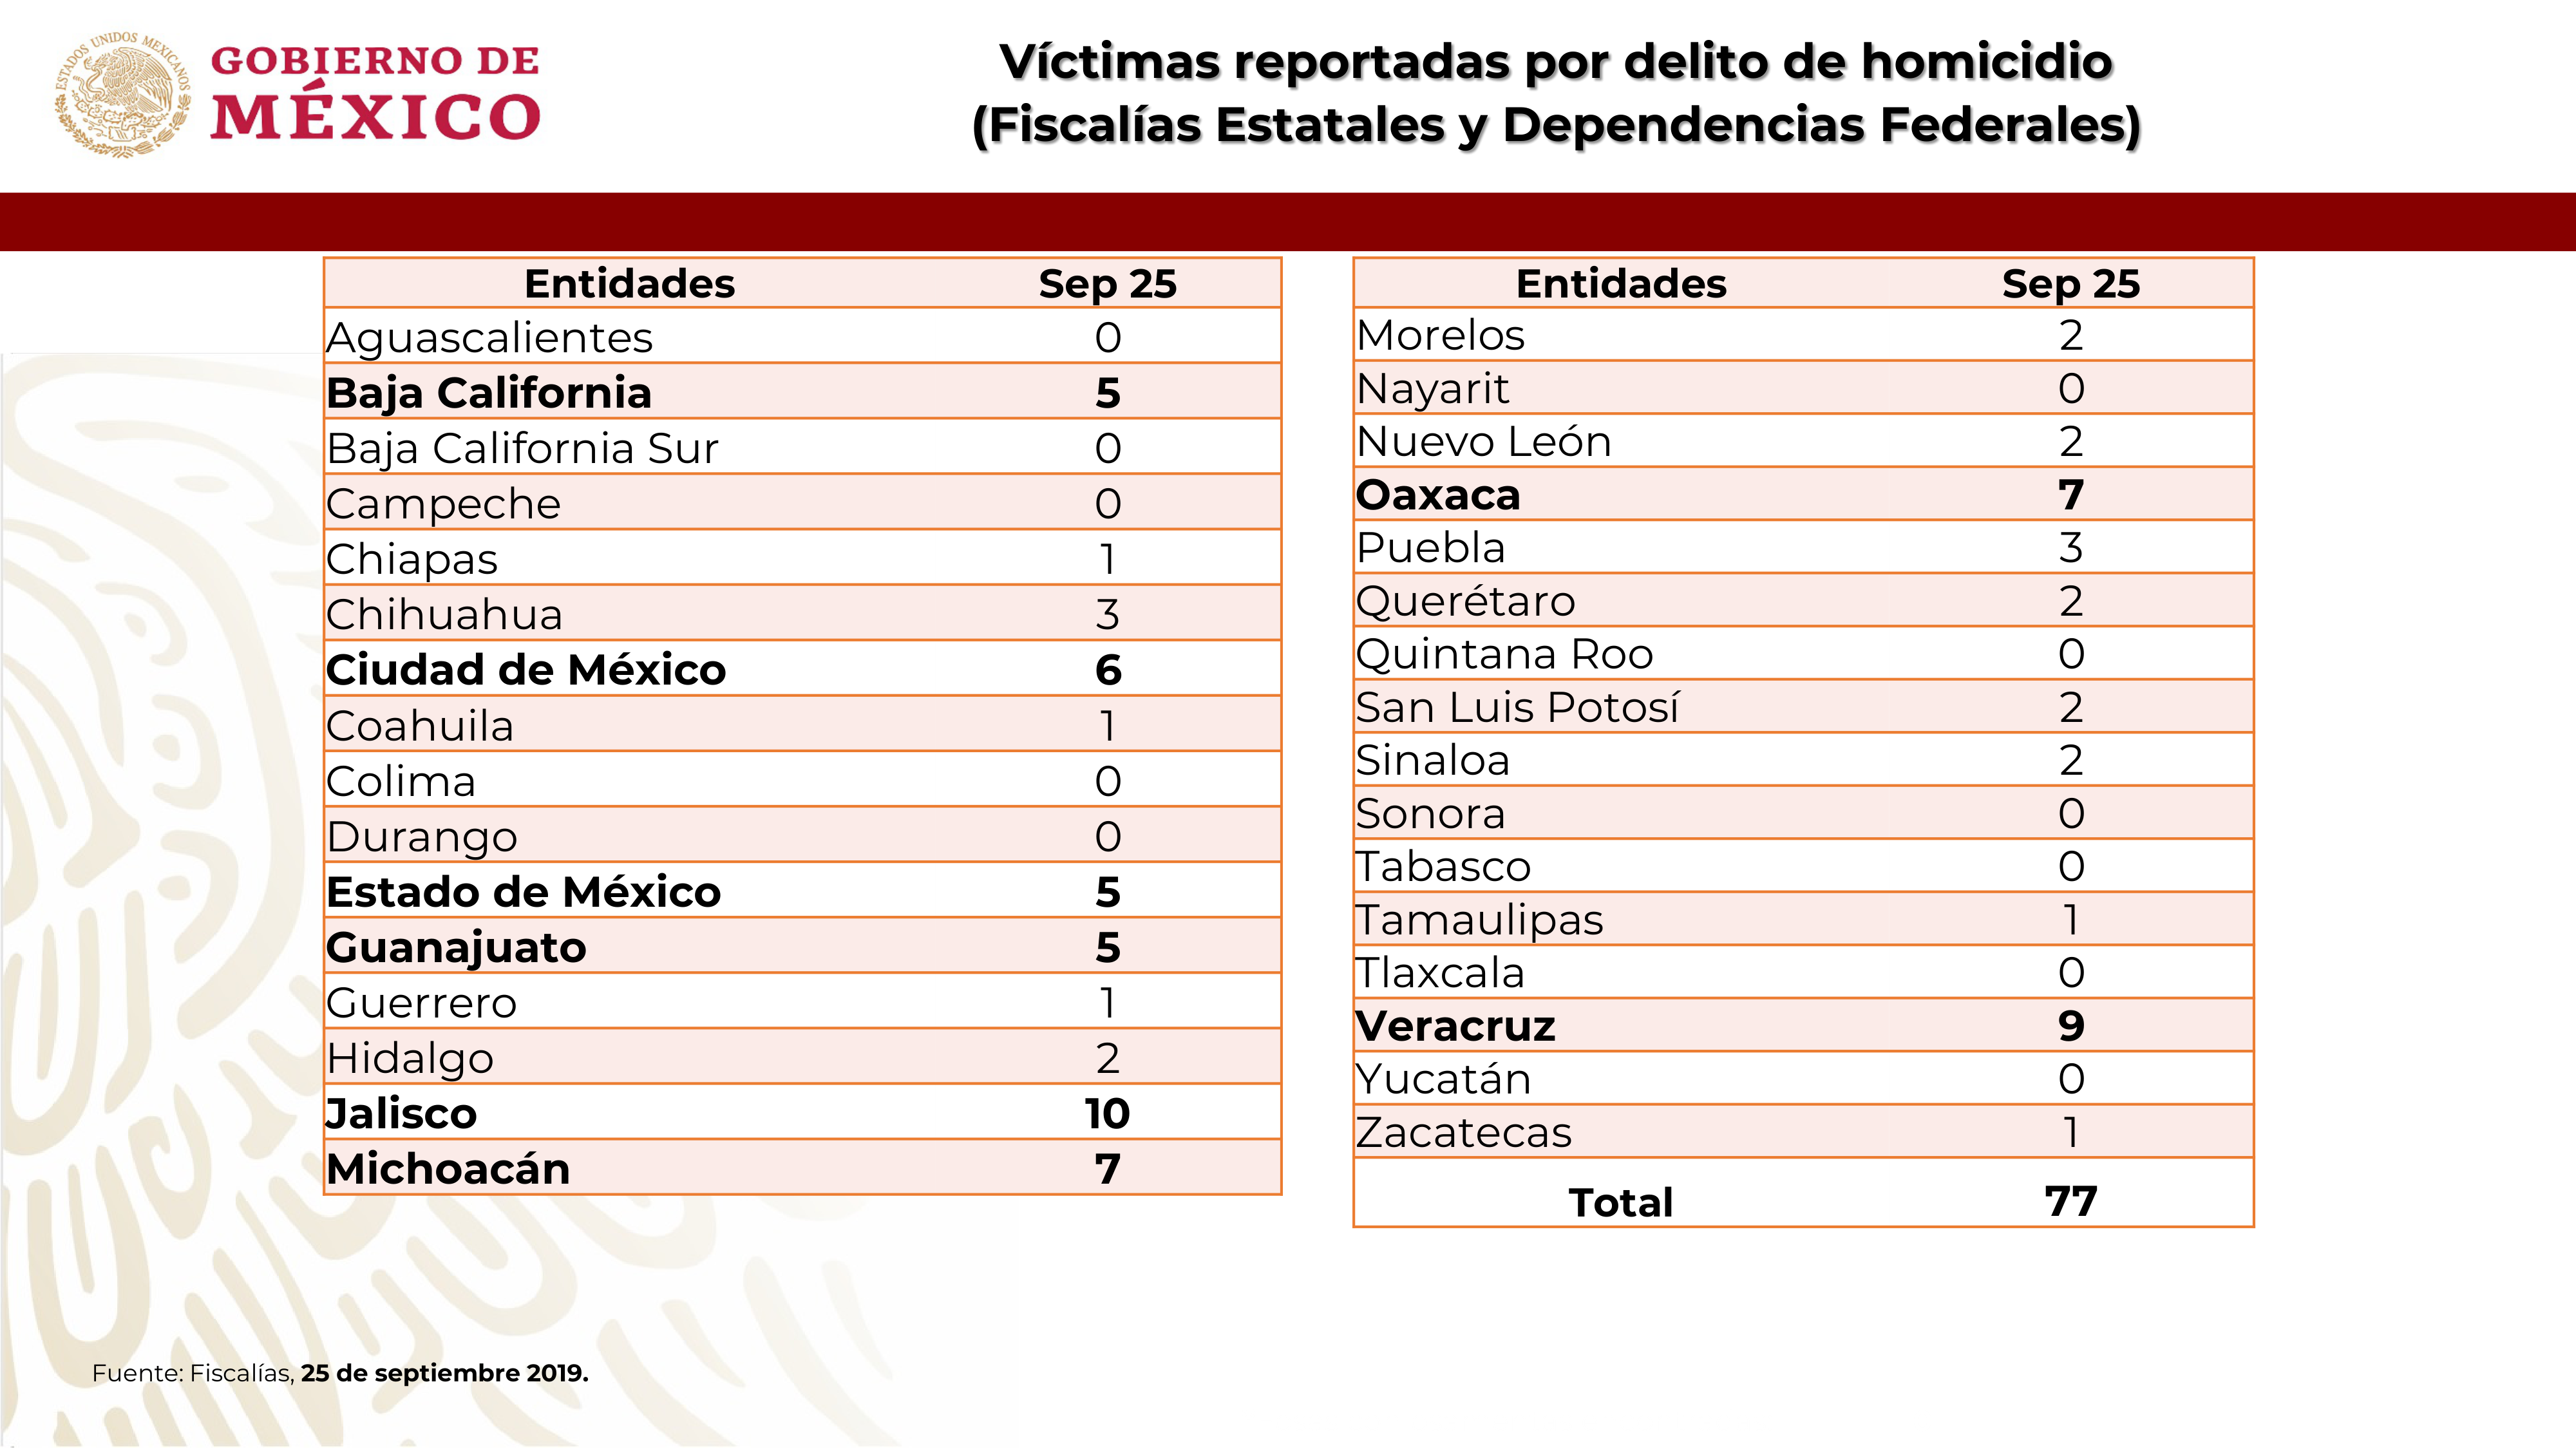 ESTADOS UNIDOS MEXICANOS
GOBIERNO DE
MÉXICO
Víctimas reportadas por delito de homicidio
(Fiscalías Estatales y Dependencias Federales)
Entidades Sep 25
Aguascalientes 0
Baja California 5
Baja California Sur 0
Campeche 0
Chiapas 1
Chihuahua 3
Ciudad de México 6
Coahuila 1
Colima 0
Durango 0
Estado de México 5
Guanajuato 5
Guerrero 1
Hidalgo 2
Jalisco 10
Michoacán 7
Entidades Sep 25
Morelos 2
Nayarit 0
Nuevo León 2
Oaxaca 7
Puebla 3
Querétaro 2
Quintana Roo 0
San Luis Potosí 2
Sinaloa 2
Sonora 0
Tabasco 0
Tamaulipas 1
Tlaxcala 0
Veracruz 9
Yucatán 0
Zacatecas 1
Total 77
Fuente: Fiscalías, 25 de septiembre 2019.